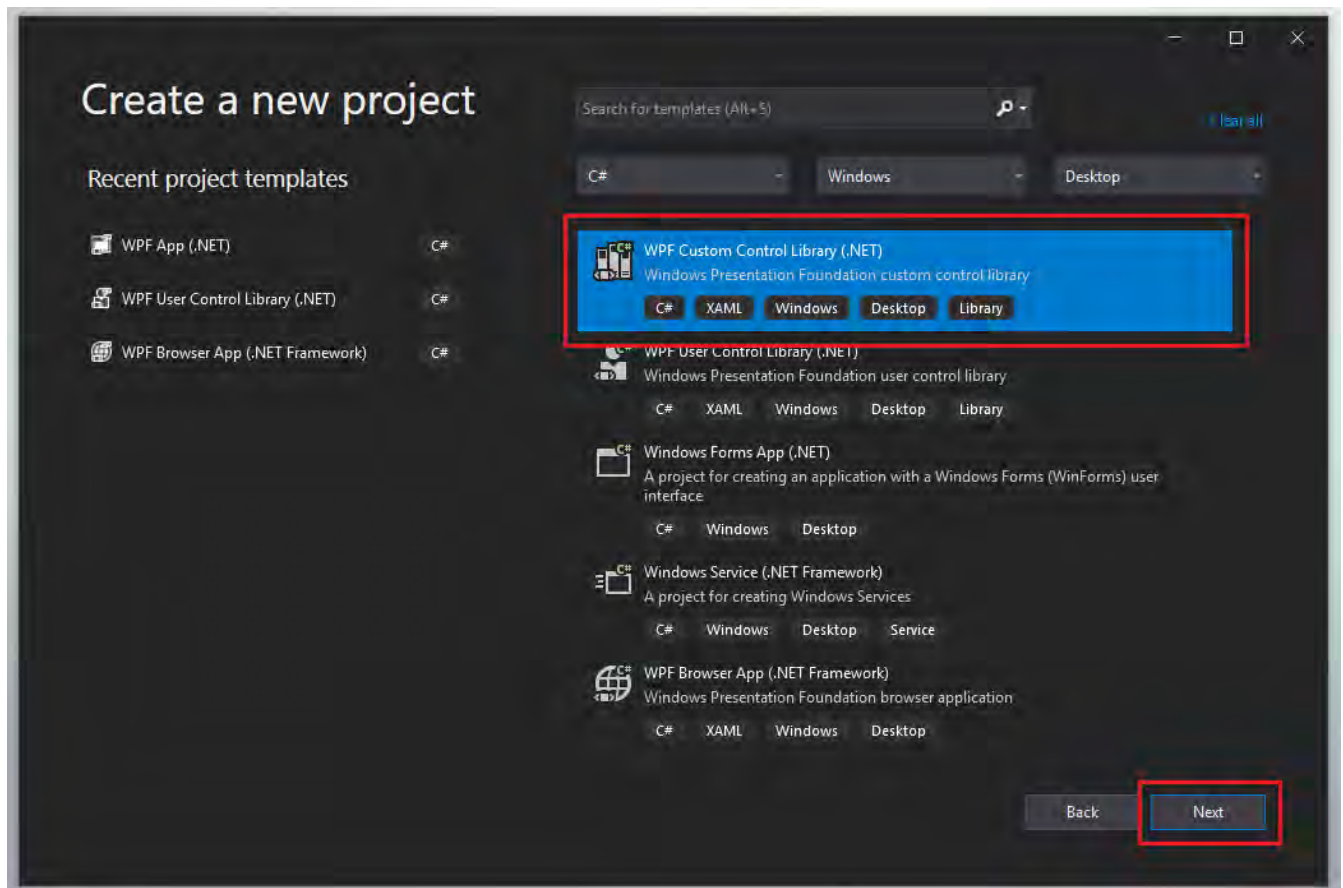 Create a new project
Search for templates (Alt+S)
Clear all
Recent project templates
C#
Windows
Desktop
WPF App (.NET)
C#
WPF User Control Library (.NET)
C#
WPF Browser App (.NET Framework)
C#
WPF Custom Control Library (.NET)
Windows Presentation Foundation custom control library
C# XAML Windows Desktop Library
WPF User Control Library (.NET)
Windows Presentation Foundation user control library
C# XAML Windows Desktop Library
Windows Forms App (.NET)
A project for creating an application with a Windows Forms (WinForms) user
interface
C# Windows Desktop
Windows Service (.NET Framework)
A project for creating Windows Services
C# Windows Desktop Service
WPF Browser App (.NET Framework)
Windows Presentation Foundation browser application
C# XAML Windows Desktop
Back
Next